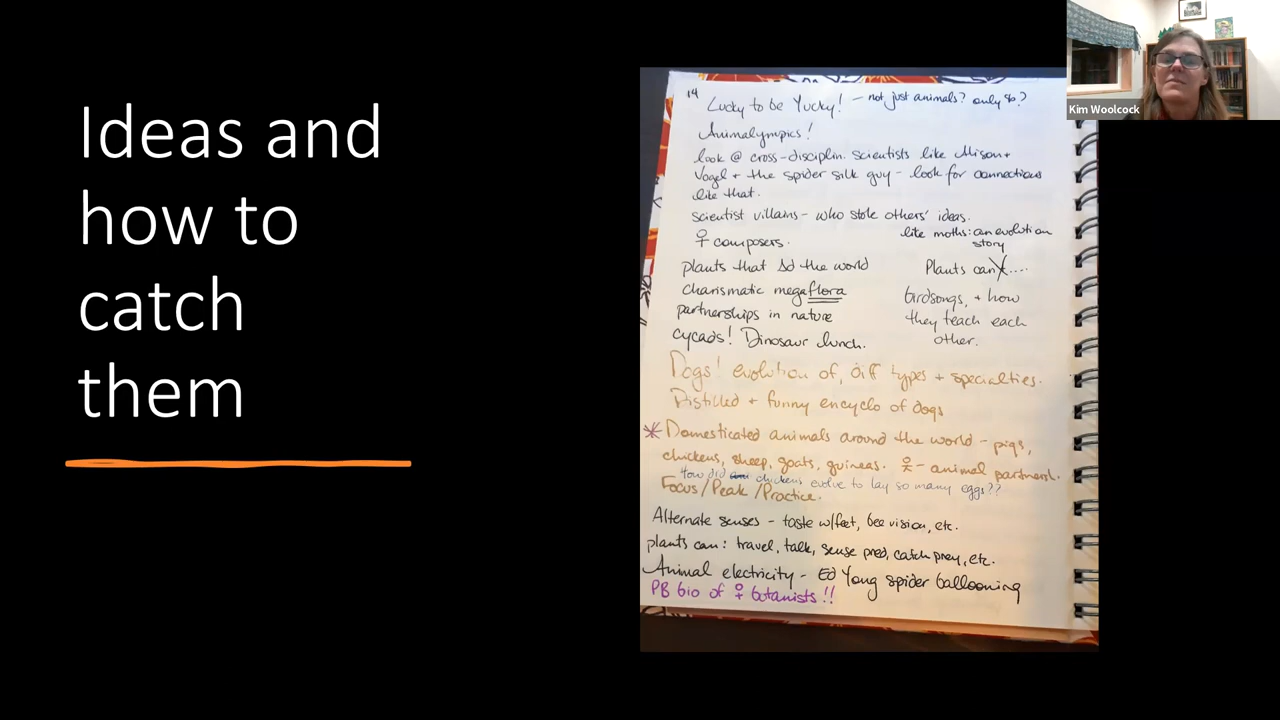 Ideas and
how to
catch
them
Kim Woolcock
14
Lucky to be Yucky! – not just animals? only so?
Animalympics!
look @ cross-disciplin. scientists like Alison +
Vogel + the spider silk guy – look for connections
like that.
scientist villains – who stole others' ideas.
♀ composers.
like moths: an evolution
story
plants that Δd the world
Plants can....
charismatic megaflora
birdsongs, + how
partnerships in nature
they teach each
cycads! Dinosaur lunch.
other.
Dogs! evolution of, diff types + specialties.
Distilled + funny encyclo of dogs
* Domesticated animals around the world – pigs,
chickens, sheep, goats, guineas. – animal partnersh.
How did chickens evolve to lay so many eggs??
Focus/Peak/Practice.
Alternate senses – taste w/feet, bee vision, etc.
plants can: travel, talk, sense pred, catch prey, etc.
Animal electricity – Ed Yong spider ballooning
PB bio of ♀ botanists!!